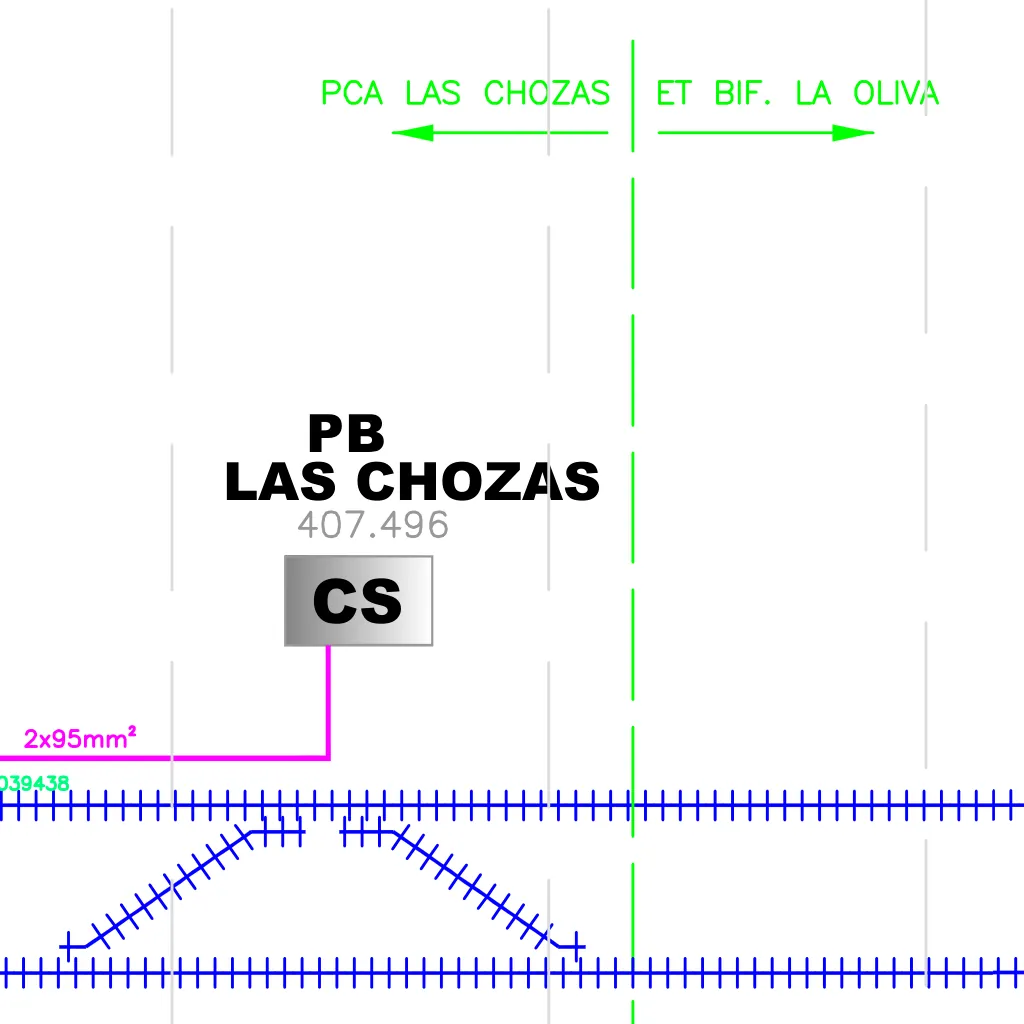 PCA LAS CHOZAS
ET BIF. LA OLIVA
PB
LAS CHOZAS
407.496
CS
2x95mm²
039438